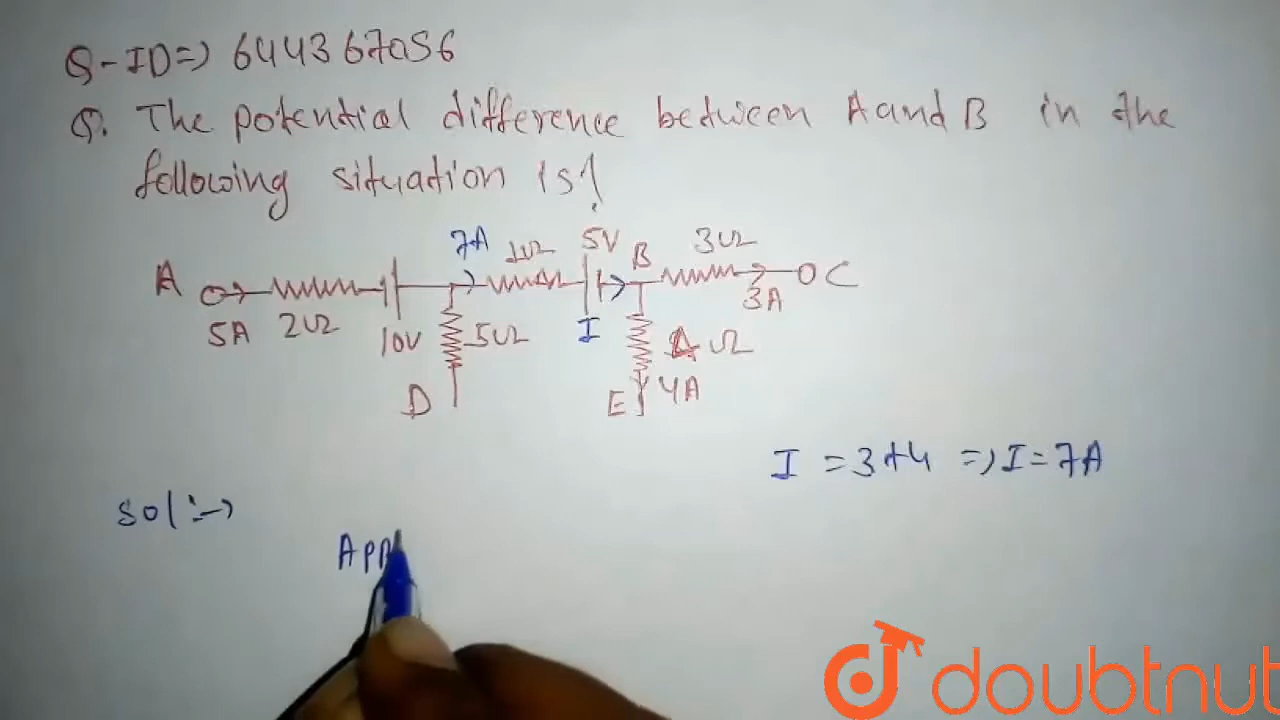 Q-ID=> 644367056
Q. The potential difference between A and B in the
following situation is?
7A 1Ω 5V B 3Ω
A C
5A 2Ω 10V 5Ω I 4Ω 3A
D E 4A
I = 3+4 => I = 7A
Sol :->
App
doubtnut